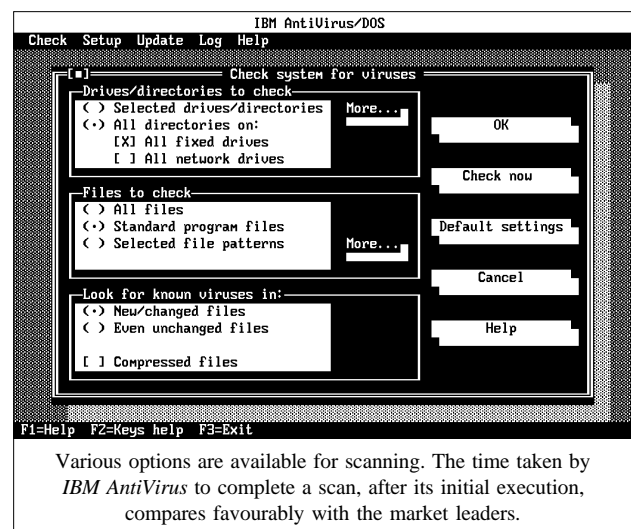 IBM AntiVirus/DOS
Check Setup Update Log Help
[■] Check system for viruses
Drives/directories to check
( ) Selected drives/directories More...
(·) All directories on:
[X] All fixed drives
[ ] All network drives
OK
Check now
Files to check
( ) All files
(·) Standard program files
( ) Selected file patterns More...
Default settings
Cancel
Look for known viruses in:
(·) New/changed files
( ) Even unchanged files
[ ] Compressed files
Help
F1=Help F2=Keys help F3=Exit
Various options are available for scanning. The time taken by
IBM AntiVirus to complete a scan, after its initial execution,
compares favourably with the market leaders.